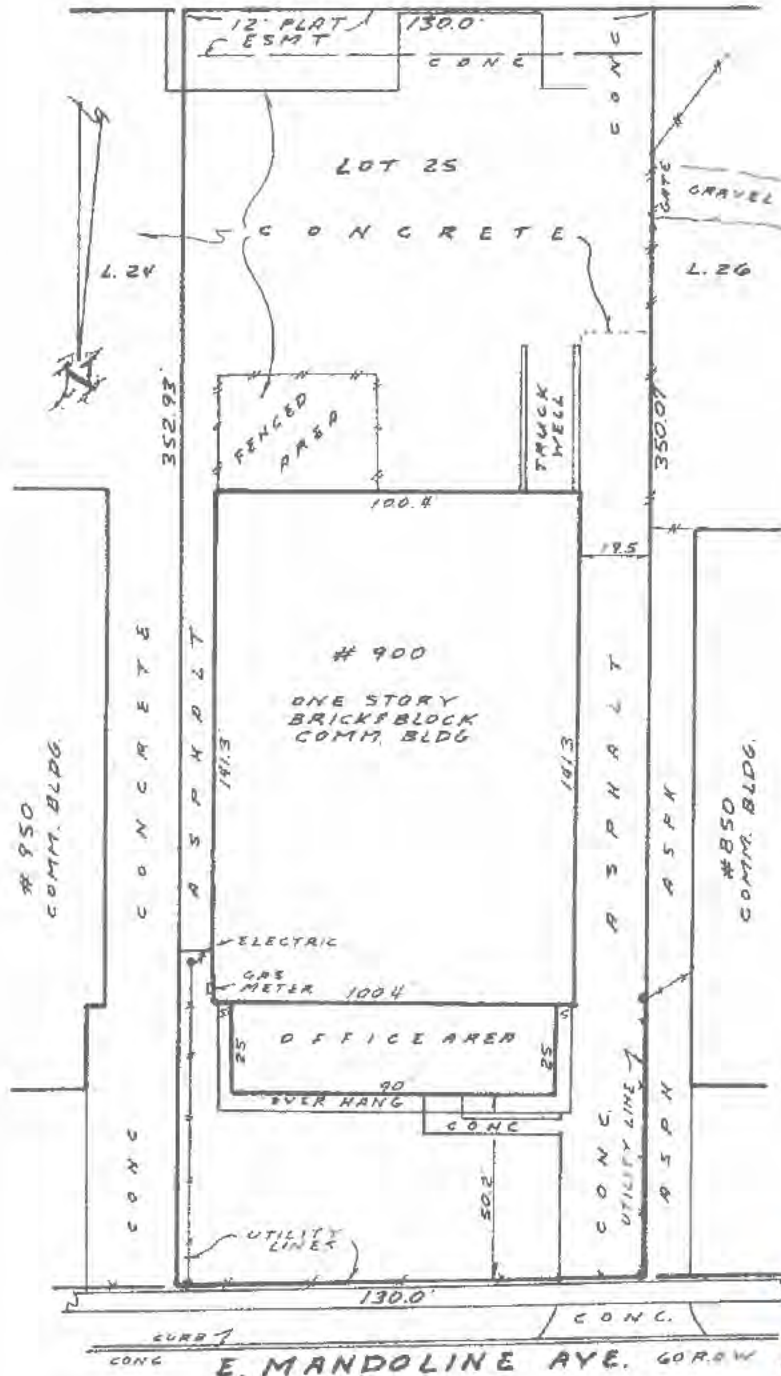 12' PLAT
ESMT
130.0'
CONC
CONC
LOT 25
GATE
GRAVEL
CONCRETE
L. 24
L. 26
352.93'
350.07'
FENCED
AREA
TRUCK
WELL
100.4
19.5
# 900
ONE STORY
BRICK & BLOCK
COMM. BLDG
141.3
141.3
CONCRETE
ASPHALT
ASPHALT
ASPH
# 950
COMM. BLDG.
#850
COMM. BLDG.
ELECTRIC
GAS
METER
100.4
OFFICE AREA
25
25
90
OVER HANG
CONC
50.2
CONC
CONC.
UTILITY LINE
ASPH
UTILITY
LINES
130.0'
CONC.
CURB
CONC
E. MANDOLINE AVE. 60 R.O.W